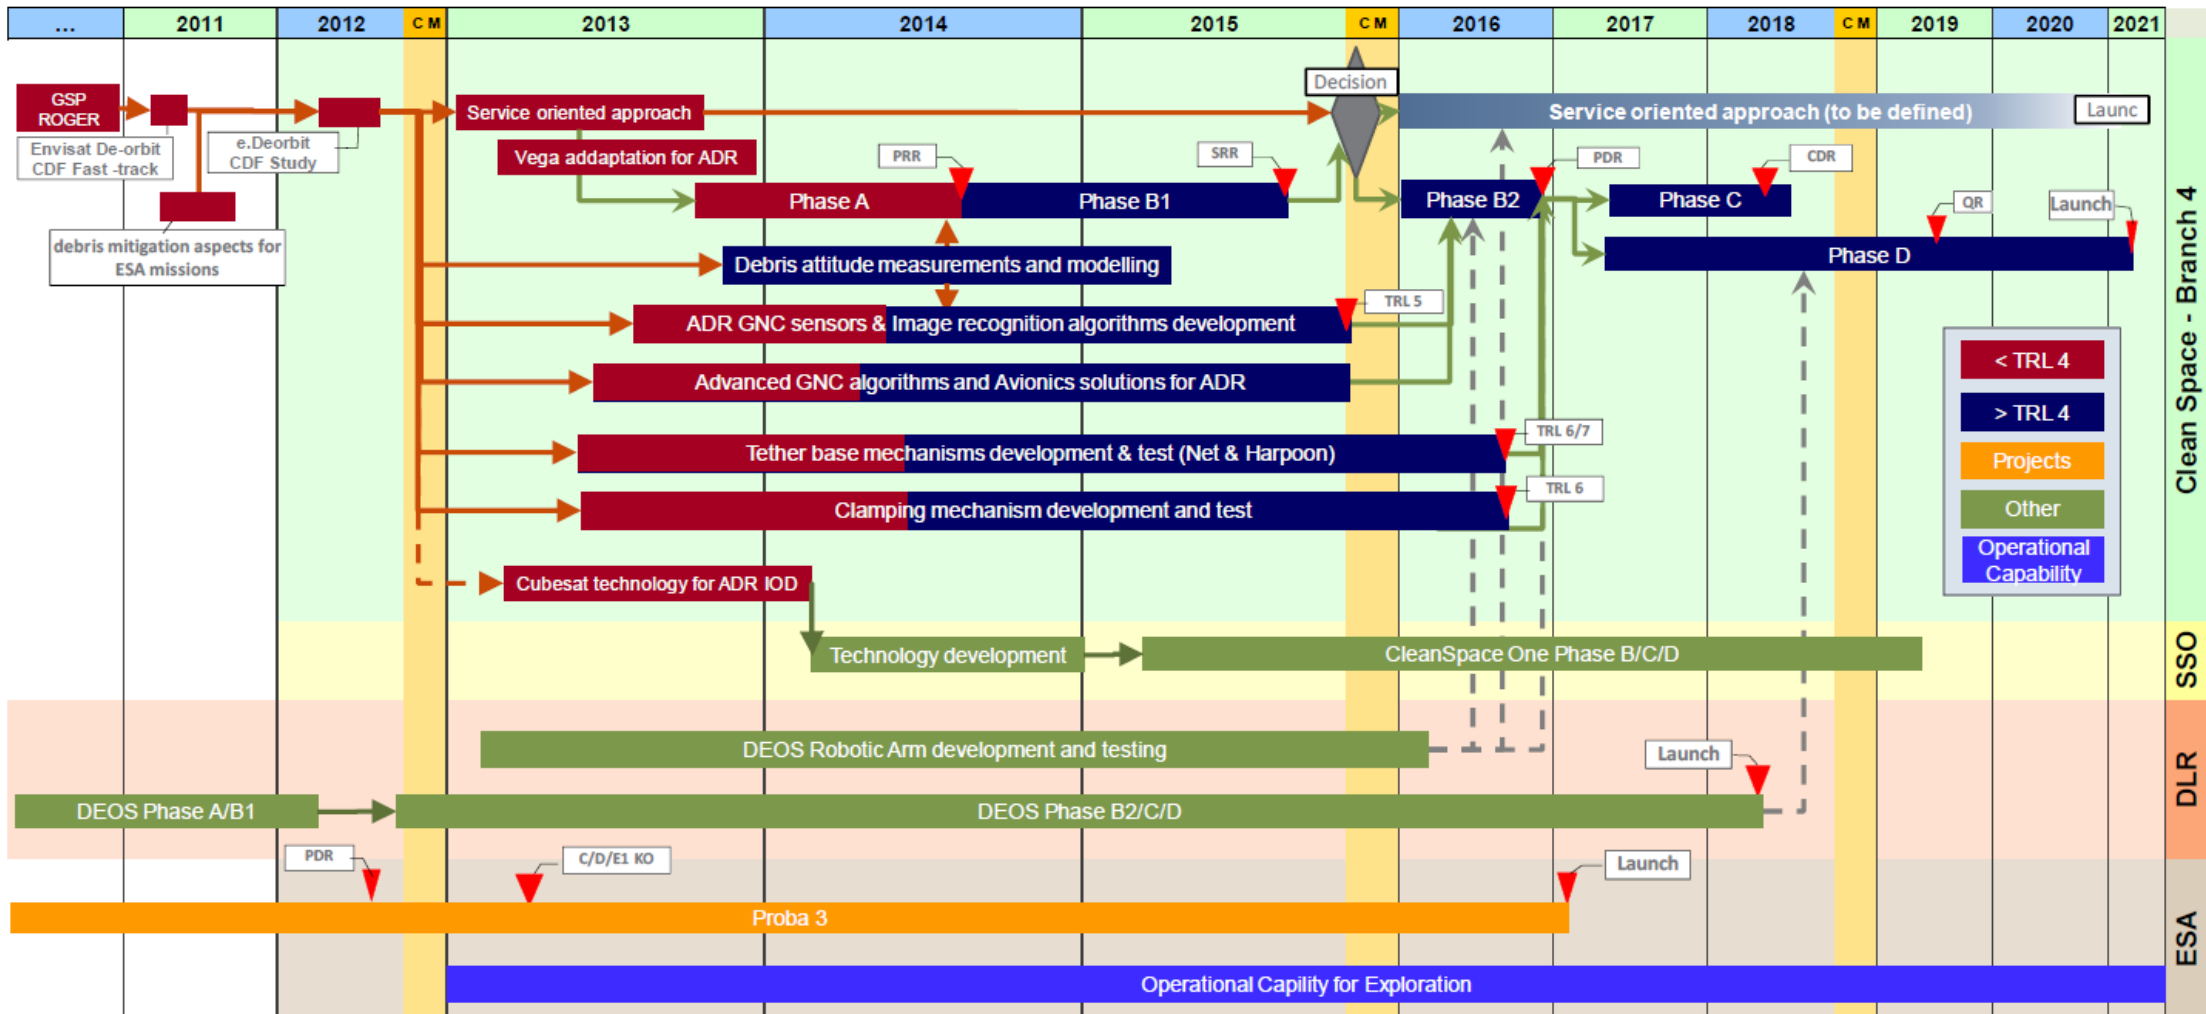 ...
2011
2012
C M
2013
2014
2015
C M
2016
2017
2018
C M
2019
2020
2021
GSP
ROGER
Envisat De-orbit
CDF Fast -track
e.Deorbit
CDF Study
debris mitigation aspects for
ESA missions
Service oriented approach
Decision
Service oriented approach (to be defined)
Launc
Vega addaptation for ADR
PRR
SRR
PDR
CDR
Phase A
Phase B1
Phase B2
Phase C
QR
Launch
Debris attitude measurements and modelling
Phase D
TRL 5
ADR GNC sensors & Image recognition algorithms development
Advanced GNC algorithms and Avionics solutions for ADR
TRL 6/7
Tether base mechanisms development & test (Net & Harpoon)
TRL 6
Clamping mechanism development and test
Cubesat technology for ADR IOD
< TRL 4
> TRL 4
Projects
Other
Operational
Capability
Clean Space - Branch 4
Technology development
CleanSpace One Phase B/C/D
SSO
DEOS Robotic Arm development and testing
Launch
DEOS Phase A/B1
DEOS Phase B2/C/D
DLR
PDR
C/D/E1 KO
Launch
Proba 3
Operational Capility for Exploration
ESA